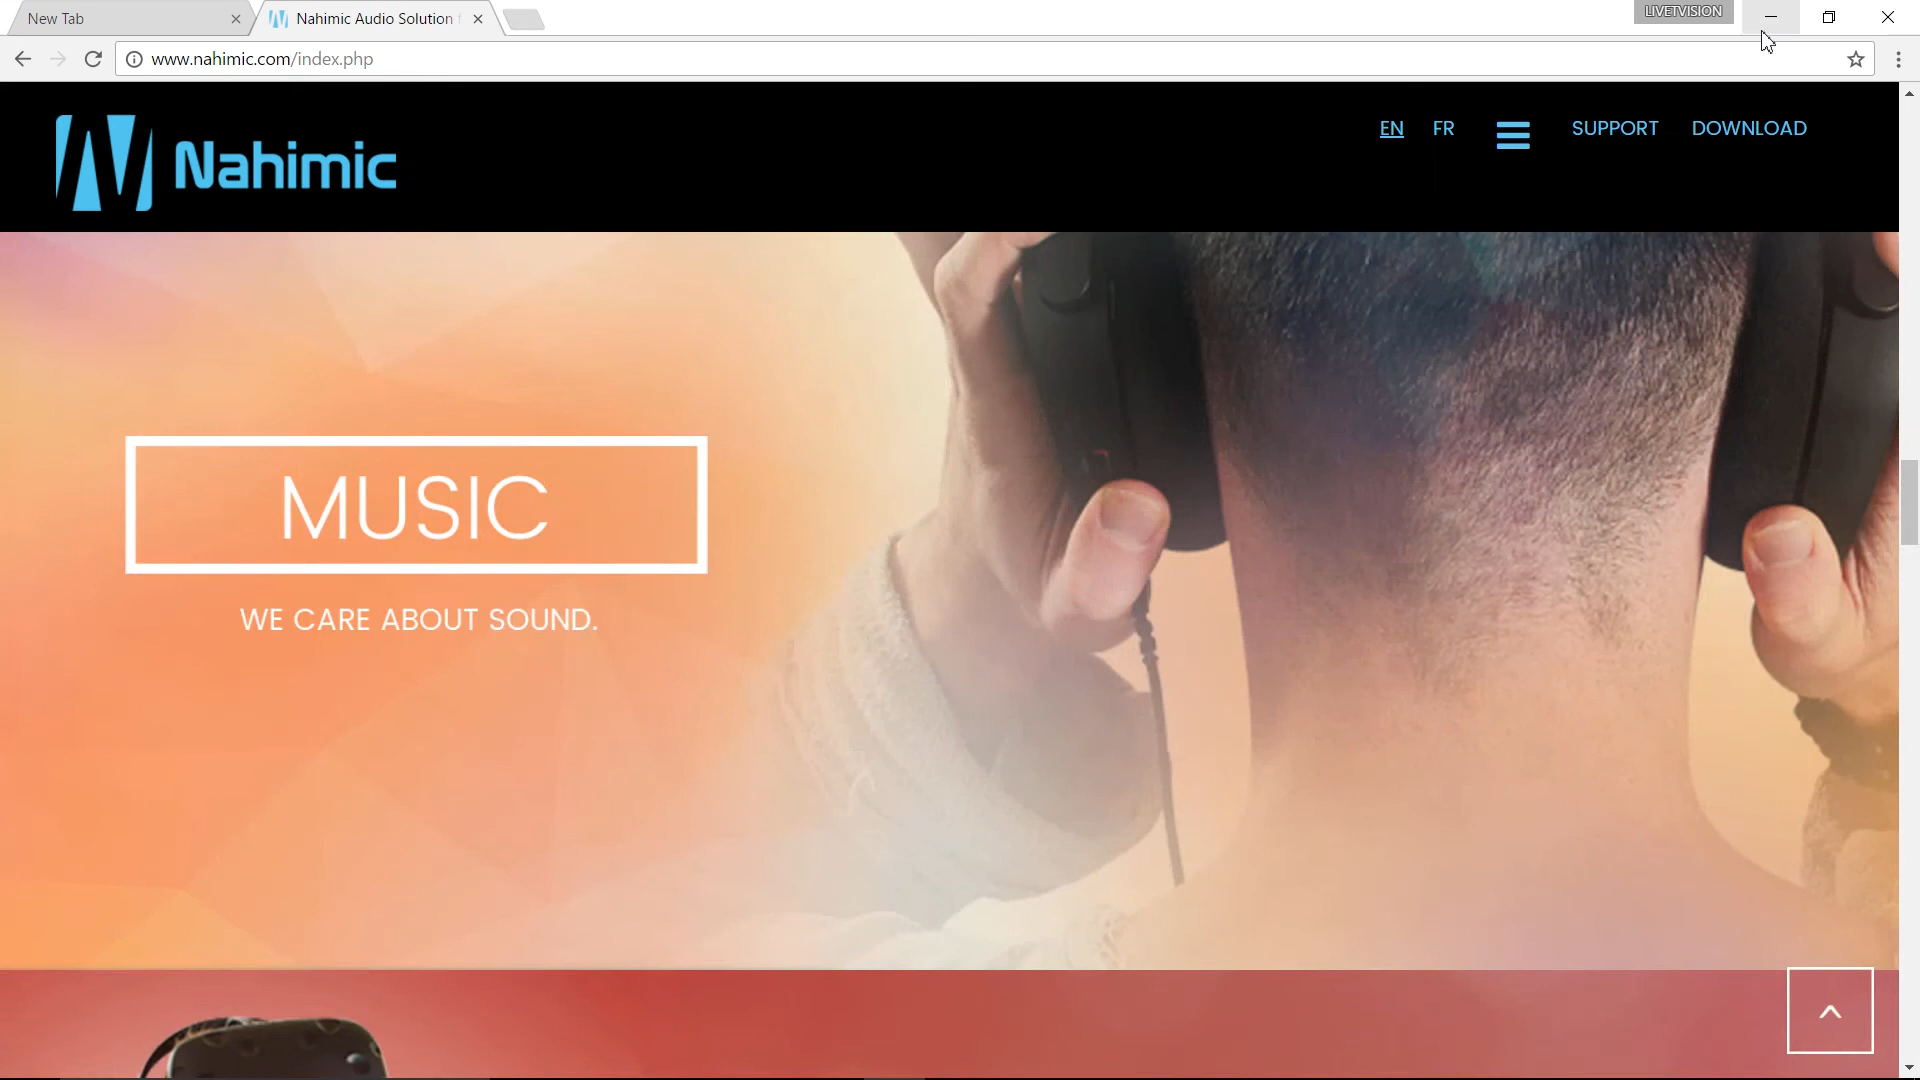 New Tab
Nahimic Audio Solution
LIVETVISION
www.nahimic.com/index.php
Nahimic
EN FR SUPPORT DOWNLOAD
MUSIC
WE CARE ABOUT SOUND.